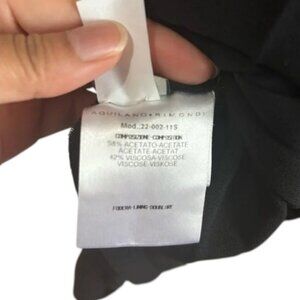 AQUILANO•RIMONDI
Mod. 22-002-11S
COMPOSIZIONE-COMPOSITION
58% ACETATO-ACETATE
ACETATE-ACETAT
42% VISCOSA-VISCOSE
VISCOSE-VISKOSE
FODERA-LINING-DOUBLURE